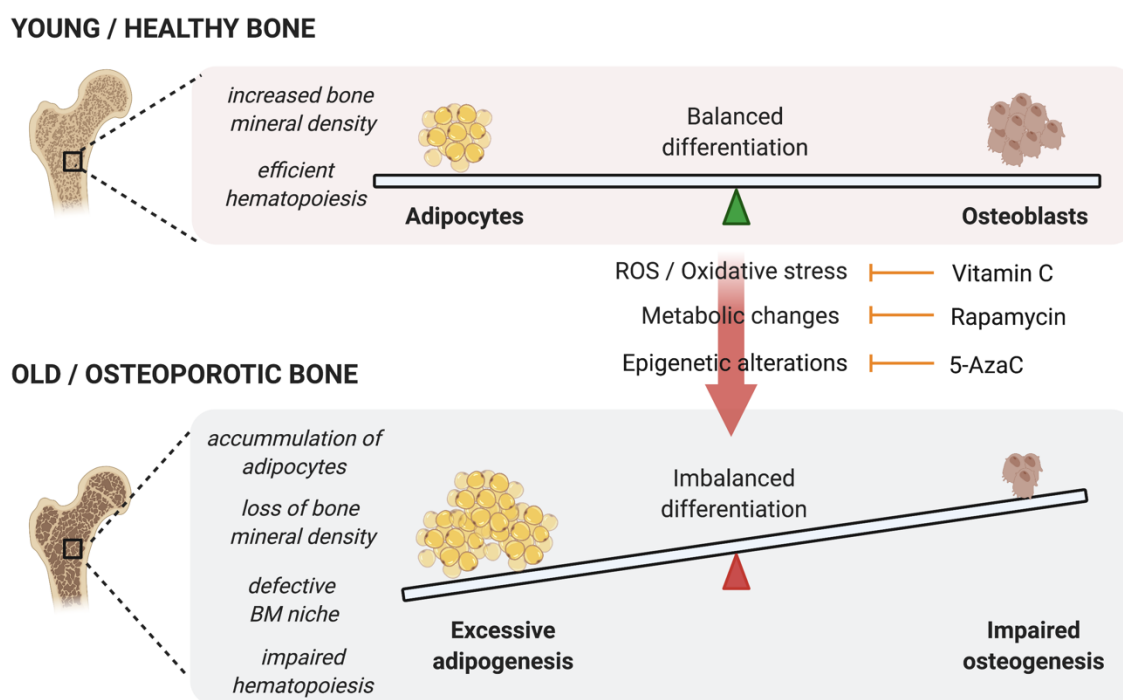 YOUNG / HEALTHY BONE
increased bone
mineral density
efficient
hematopoiesis
Balanced
differentiation
Adipocytes
Osteoblasts
ROS / Oxidative stress
Vitamin C
Metabolic changes
Rapamycin
Epigenetic alterations
5-AzaC
OLD / OSTEOPOROTIC BONE
accummulation of
adipocytes
loss of bone
mineral density
defective
BM niche
impaired
hematopoiesis
Imbalanced
differentiation
Excessive
adipogenesis
Impaired
osteogenesis